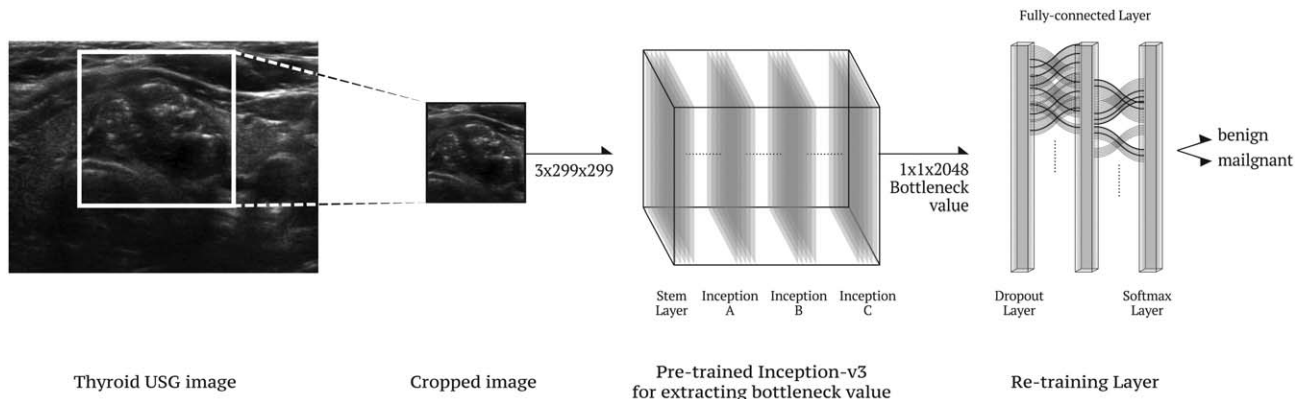 Fully-connected Layer
3x299x299
1x1x2048
Bottleneck
value
benign
mailgnant
Stem
Layer
Inception
A
Inception
B
Inception
C
Dropout
Layer
Softmax
Layer
Thyroid USG image
Cropped image
Pre-trained Inception-v3
for extracting bottleneck value
Re-training Layer